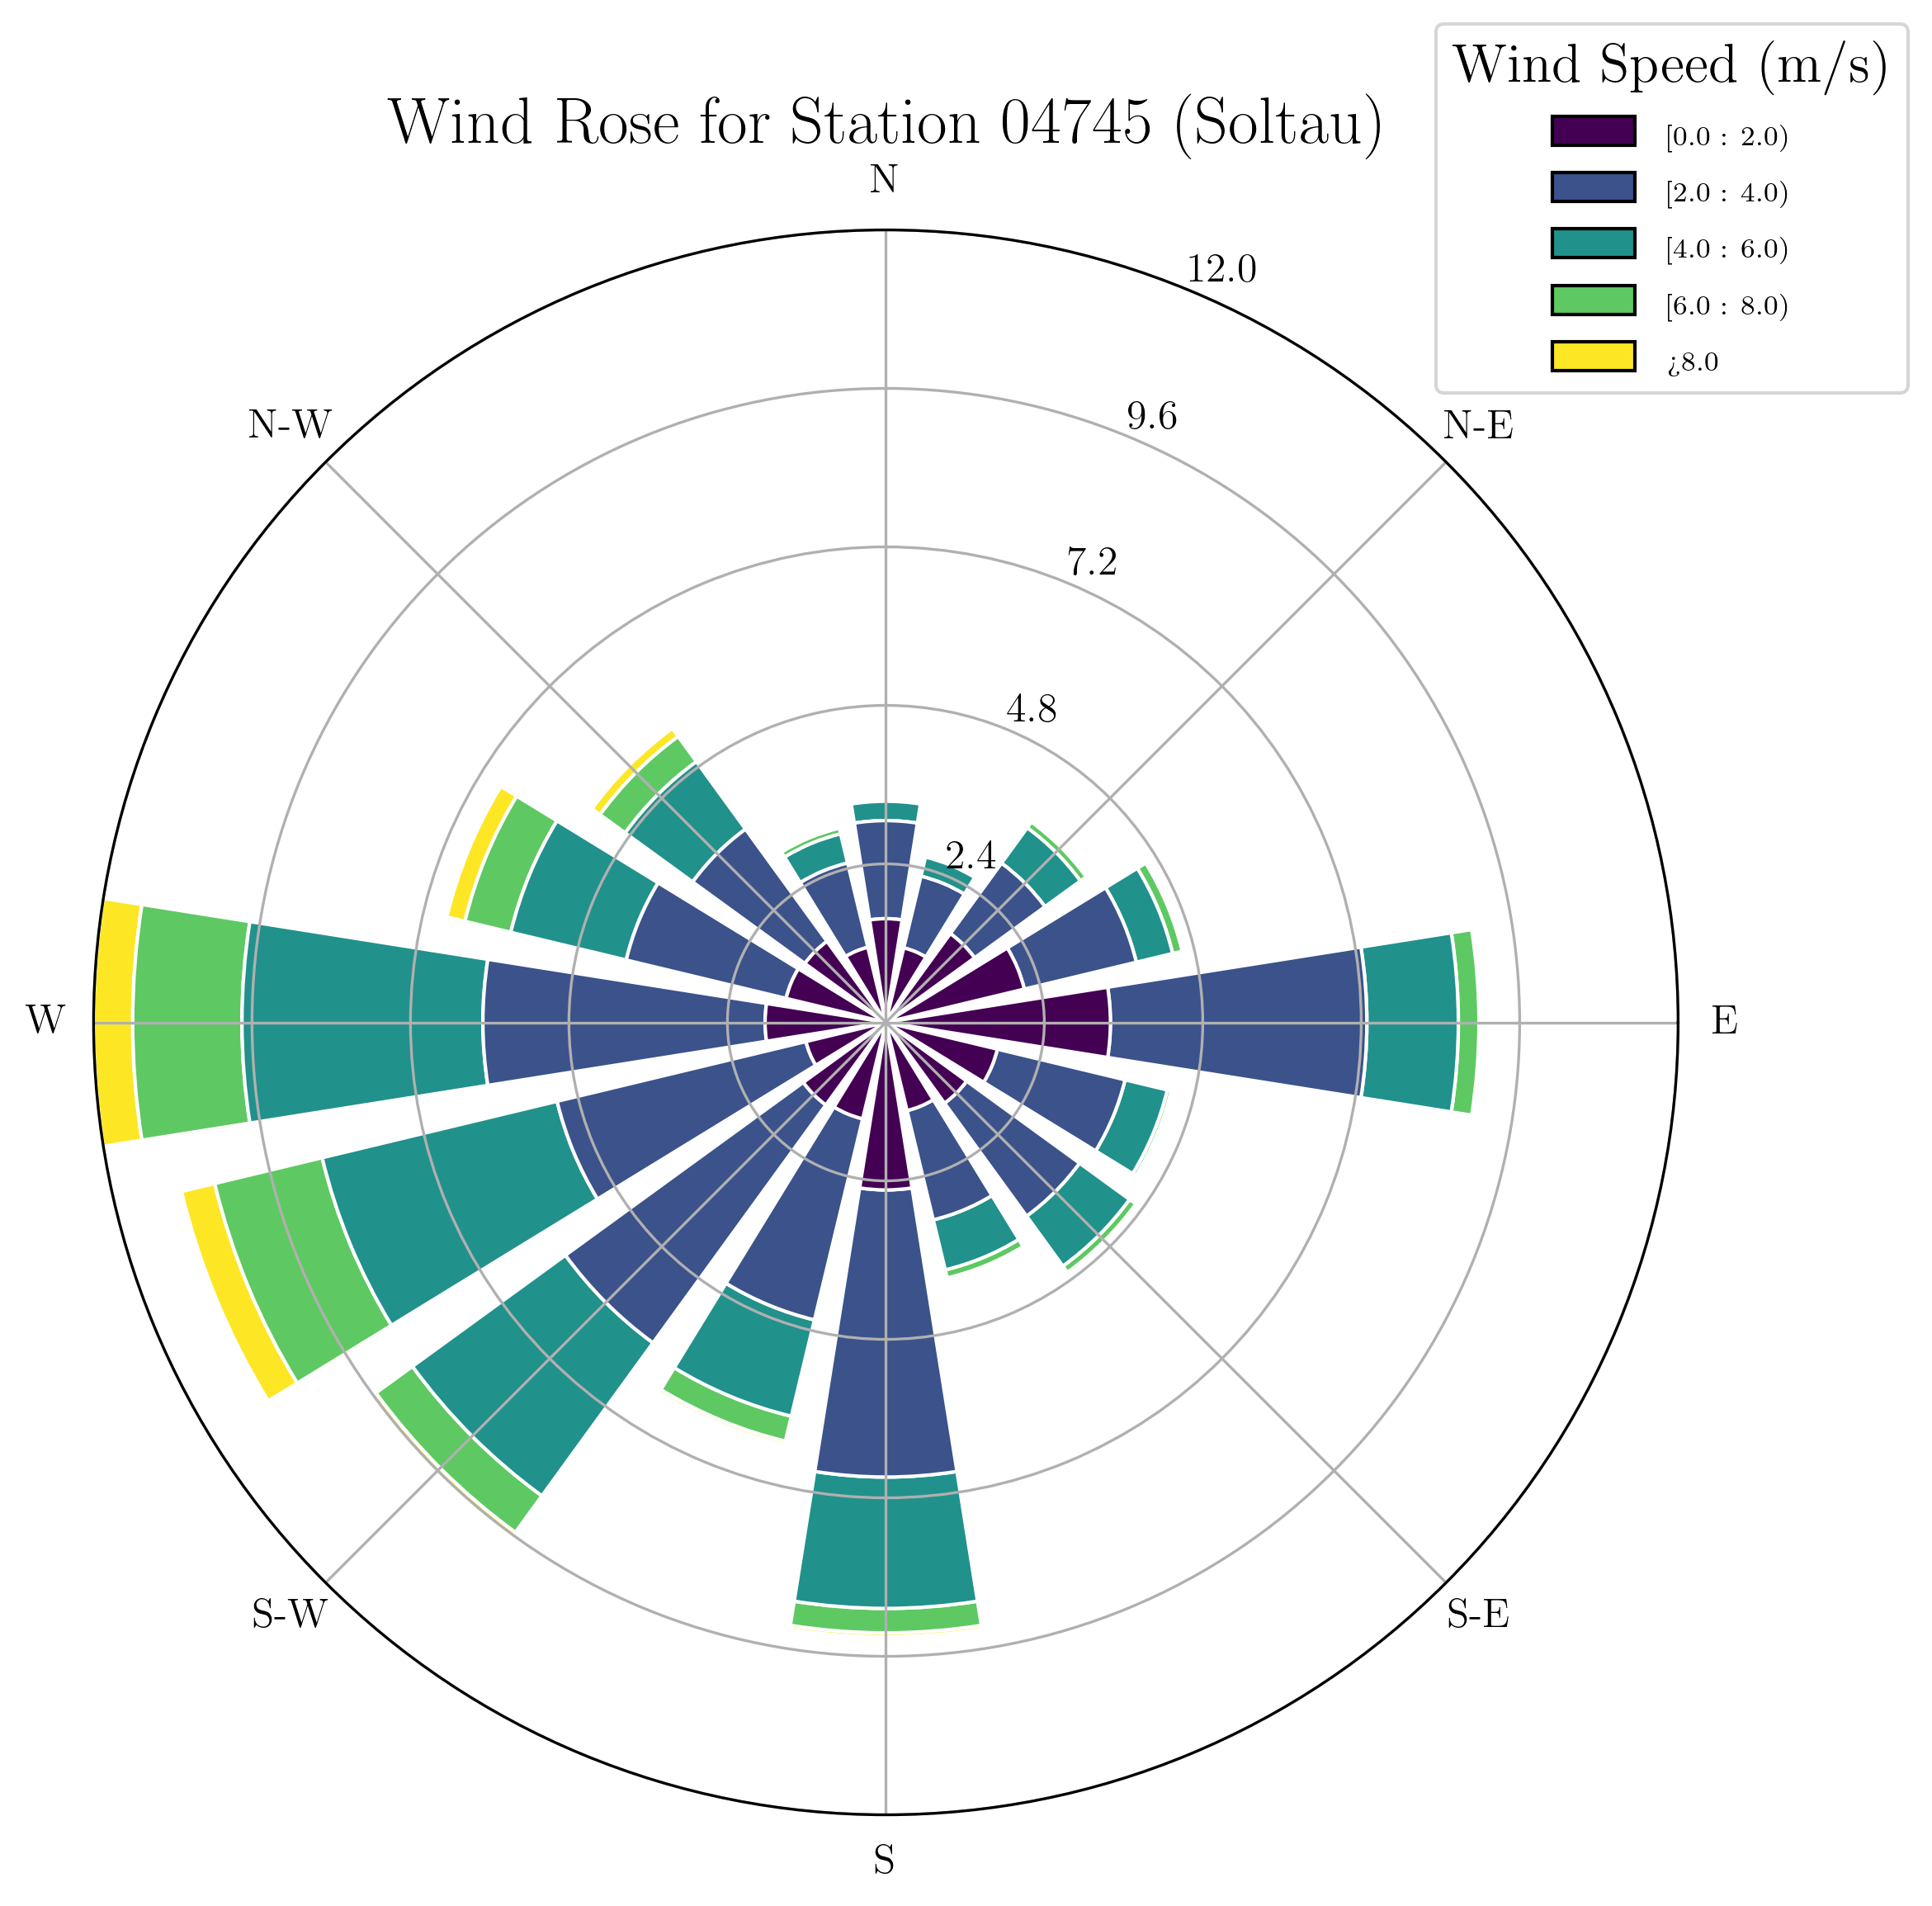 Wind Rose for Station 04745 (Soltau)
Wind Speed (m/s)
[0.0 : 2.0)
[2.0 : 4.0)
[4.0 : 6.0)
[6.0 : 8.0)
¿8.0
N
N-W
N-E
W
E
S-W
S-E
S
12.0
9.6
7.2
4.8
2.4